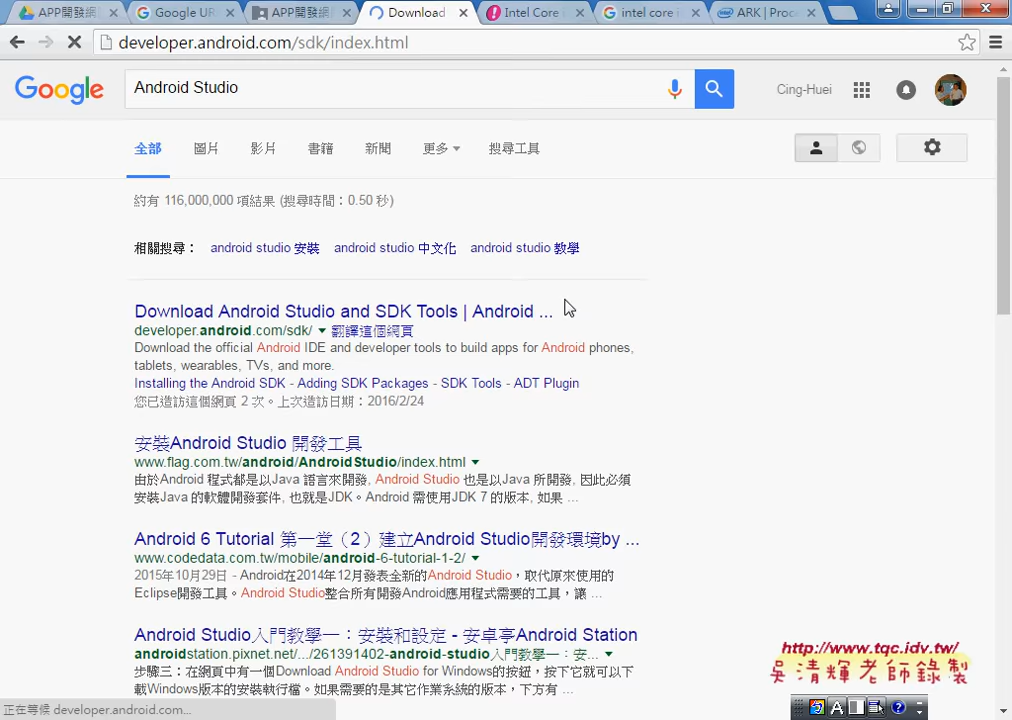 APP開發網
Google UR
APP開發網
Download
Intel Core
intel core i
ARK | Proc
developer.android.com/sdk/index.html
Google
Android Studio
Cing-Huei
全部
圖片
影片
書籍
新聞
更多
搜尋工具
約有 116,000,000 項結果 (搜尋時間：0.50 秒)
相關搜尋： android studio 安裝 android studio 中文化 android studio 教學
Download Android Studio and SDK Tools | Android ...
developer.android.com/sdk/ 翻譯這個網頁
Download the official Android IDE and developer tools to build apps for Android phones,
tablets, wearables, TVs, and more.
Installing the Android SDK - Adding SDK Packages - SDK Tools - ADT Plugin
您已造訪這個網頁 2 次。上次造訪日期：2016/2/24
安裝Android Studio 開發工具
www.flag.com.tw/android/AndroidStudio/index.html
由於Android 程式都是以Java 語言來開發, Android Studio 也是以Java 所開發, 因此必須
安裝Java 的軟體開發套件, 也就是JDK。Android 需使用JDK 7 的版本, 如果 ...
Android 6 Tutorial 第一堂（2）建立Android Studio開發環境by ...
www.codedata.com.tw/mobile/android-6-tutorial-1-2/
2015年10月29日 - Android在2014年12月發表全新的Android Studio，取代原來使用的
Eclipse開發工具。Android Studio整合所有開發Android應用程式需要的工具，讓 ...
Android Studio入門教學一：安裝和設定 - 安卓亭Android Station
androidstation.pixnet.net/.../261391402-android-studio入門教學一：安...
步驟三：在網頁中有一個Download Android Studio for Windows的按鈕，按下它就可以下
載Windows版本的安裝執行檔。如果需要的是其它作業系統的版本，下方有 ...
http://www.tqc.idv.tw/
吳清輝老師錄製
正在等候 developer.android.com...